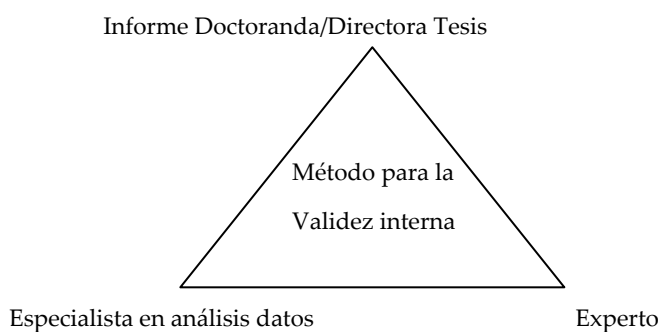 Informe Doctoranda/Directora Tesis
Método para la
Validez interna
Especialista en análisis datos
Experto